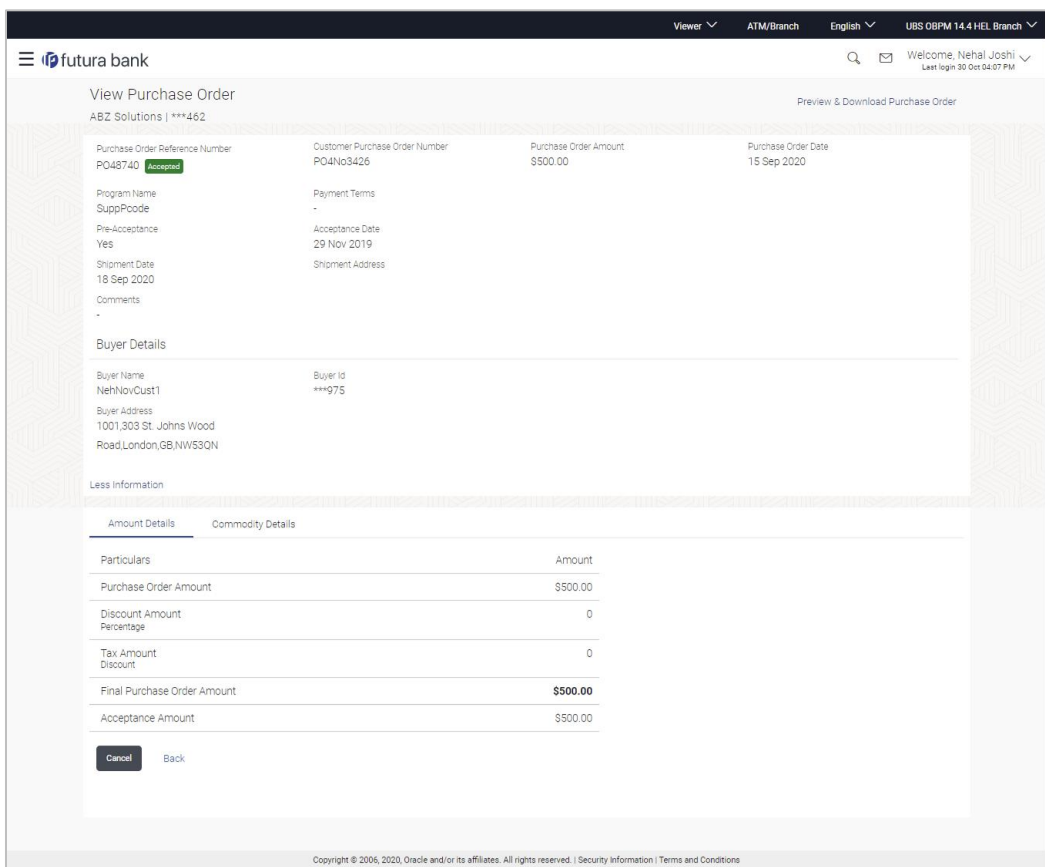 Viewer ATM/Branch English UBS OBPM 14.4 HEL Branch
futura bank Welcome, Nehal Joshi
Last login 30 Oct 04:07 PM
View Purchase Order
Preview & Download Purchase Order
ABZ Solutions | ***462
Purchase Order Reference Number Customer Purchase Order Number Purchase Order Amount Purchase Order Date
PO48740 Accepted PO4No3426 $500.00 15 Sep 2020
Program Name Payment Terms
SuppPcode -
Pre-Acceptance Acceptance Date
Yes 29 Nov 2019
Shipment Date Shipment Address
18 Sep 2020
Comments
-
Buyer Details
Buyer Name Buyer Id
NehNovCust1 ***975
Buyer Address
1001,303 St. Johns Wood
Road,London,GB,NW53QN
Less Information
Amount Details Commodity Details
Particulars Amount
Purchase Order Amount $500.00
Discount Amount 0
Percentage
Tax Amount 0
Discount
Final Purchase Order Amount $500.00
Acceptance Amount $500.00
Cancel Back
Copyright © 2006, 2020, Oracle and/or its affiliates. All rights reserved. | Security Information | Terms and Conditions